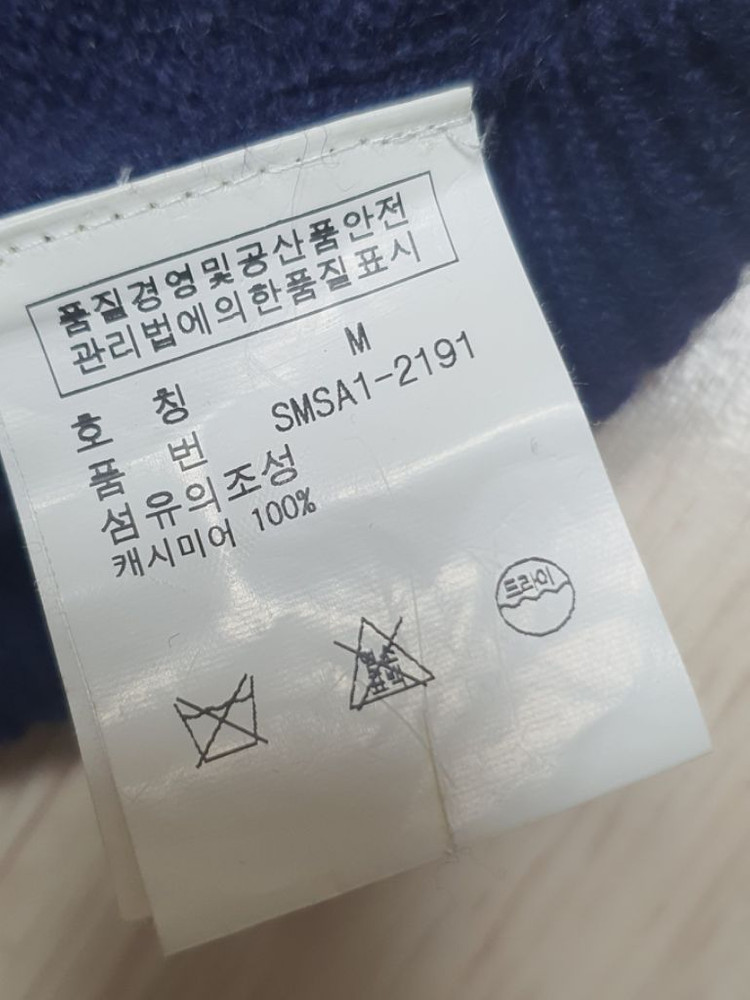 품질경영및공산품안전
관리법에의한품질표시
호 칭 M
품 번 SMSA1-2191
섬유의조성
캐시미어 100%
드라이